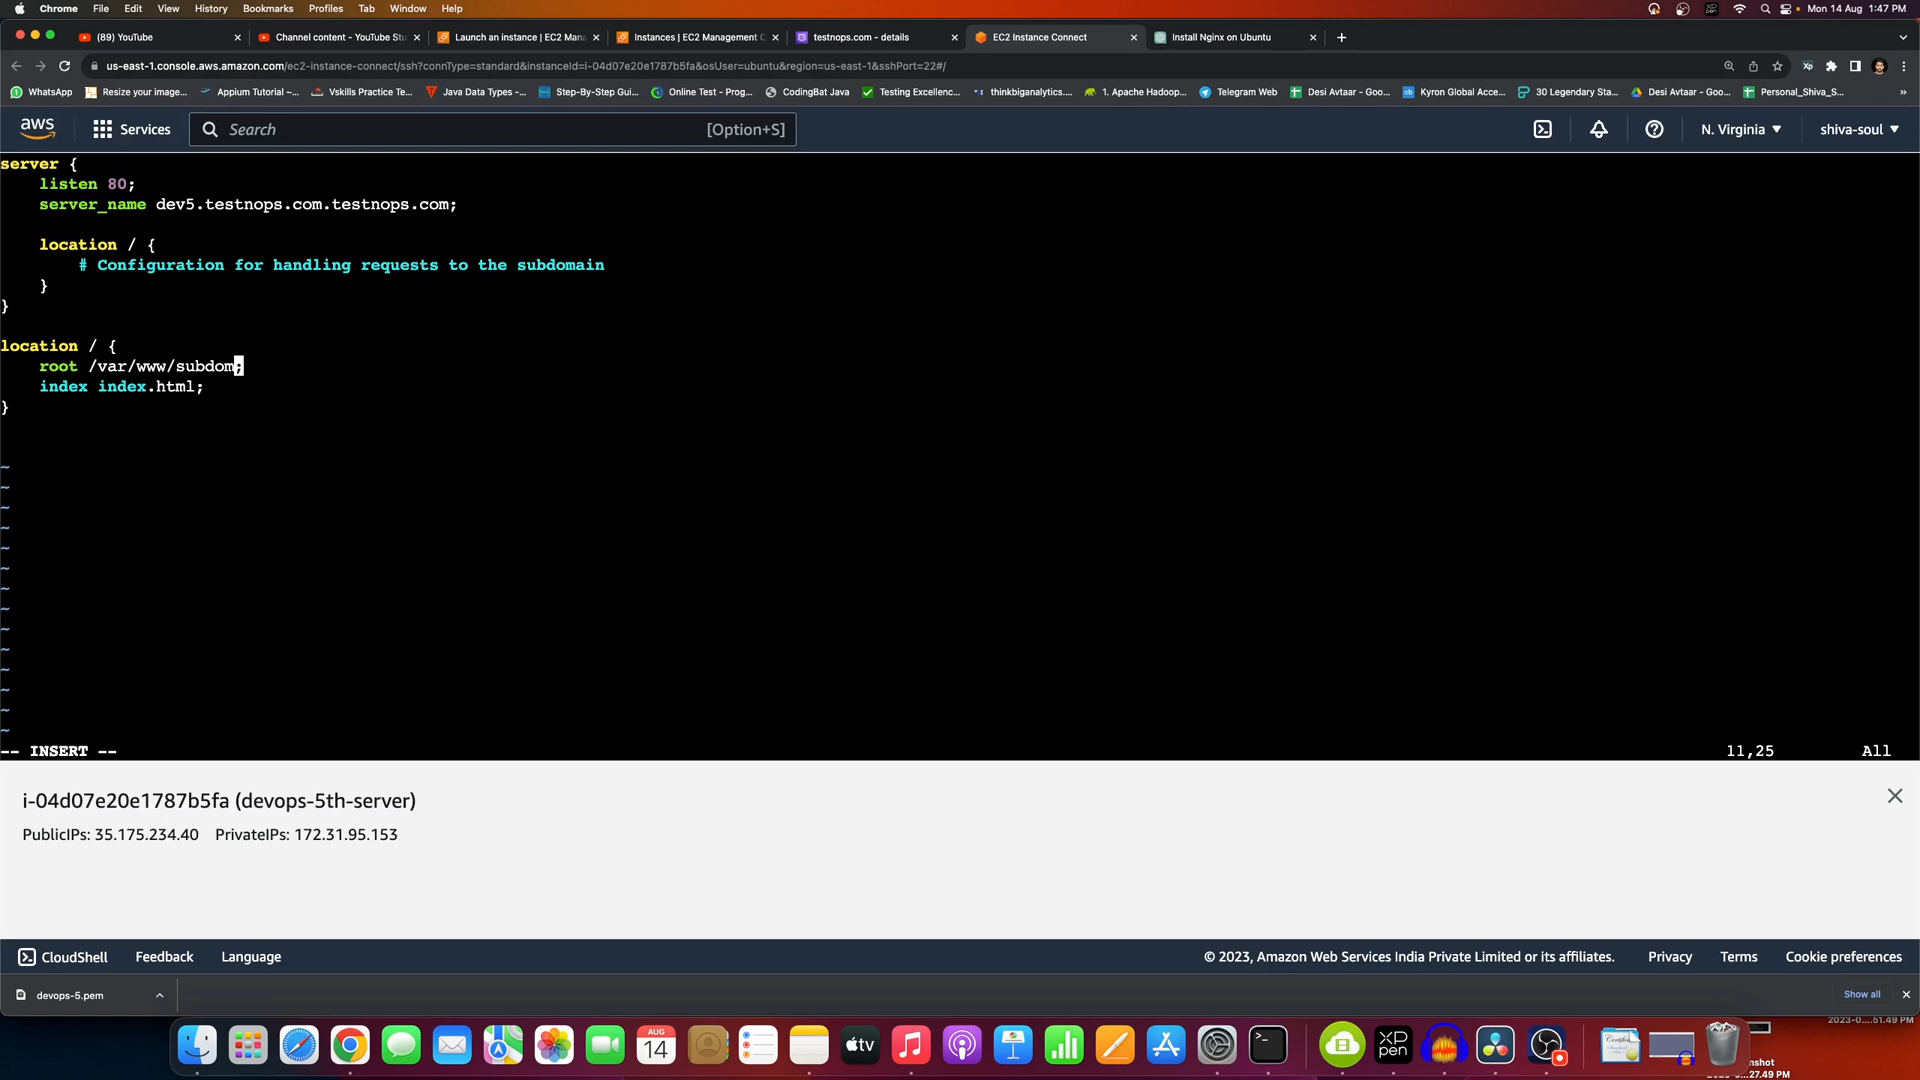 Chrome File Edit View History Bookmarks Profiles Tab Window Help Mon 14 Aug 1:47 PM
(89) YouTube Channel content - YouTube Stu Launch an instance | EC2 Mana Instances | EC2 Management C testnops.com - details EC2 Instance Connect Install Nginx on Ubuntu
us-east-1.console.aws.amazon.com/ec2-instance-connect/ssh?connType=standard&instanceId=i-04d07e20e1787b5fa&osUser=ubuntu&region=us-east-1&sshPort=22#/
WhatsApp Resize your image... Appium Tutorial ~... Vskills Practice Te... Java Data Types -... Step-By-Step Gui... Online Test - Prog... CodingBat Java Testing Excellenc... thinkbiganalytics.... 1. Apache Hadoop... Telegram Web Desi Avtaar - Goo... Kyron Global Acce... 30 Legendary Sta... Desi Avtaar - Goo... Personal_Shiva_S...
aws Services Search [Option+S] N. Virginia shiva-soul
server {
listen 80;
server_name dev5.testnops.com.testnops.com;
location / {
# Configuration for handling requests to the subdomain
}
}
location / {
root /var/www/subdom;
index index.html;
}
~
~
~
~
~
~
~
~
~
~
~
~
~
~
-- INSERT -- 11,25 All
i-04d07e20e1787b5fa (devops-5th-server)
PublicIPs: 35.175.234.40 PrivateIPs: 172.31.95.153
CloudShell Feedback Language © 2023, Amazon Web Services India Private Limited or its affiliates. Privacy Terms Cookie preferences
devops-5.pem Show all
AUG
14
tv
XP
pen